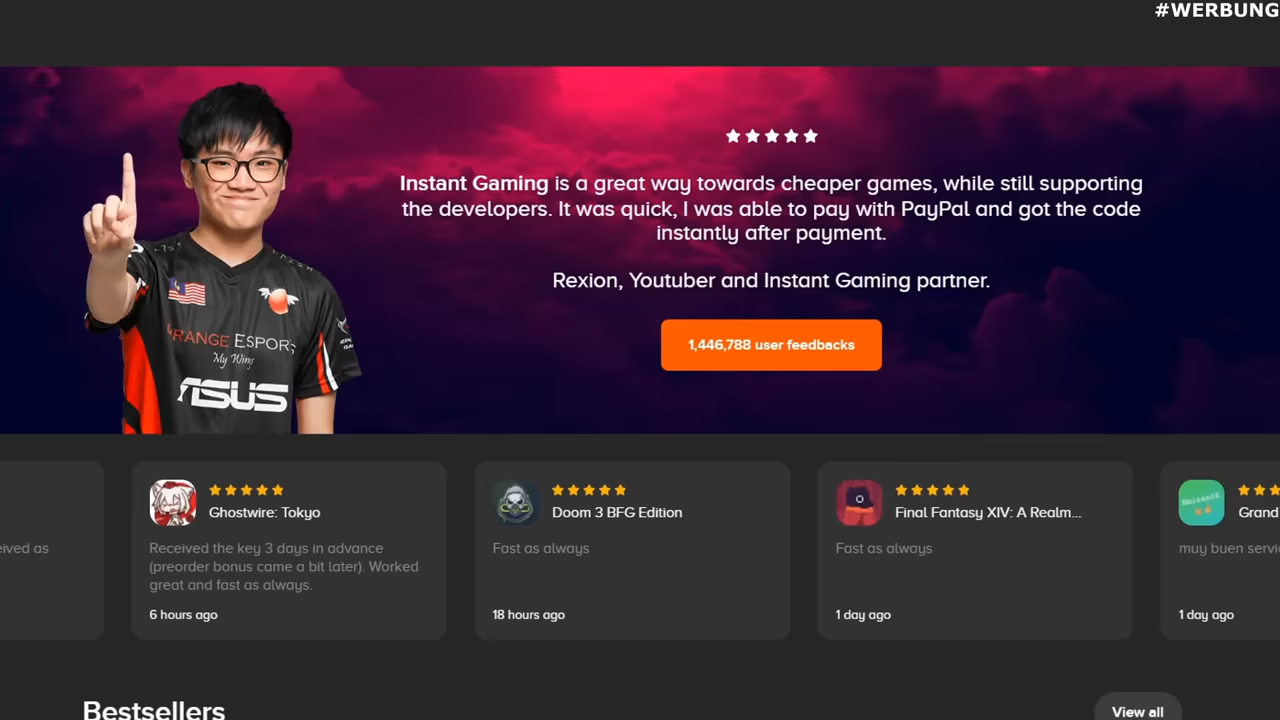 #WERBUNG
Instant Gaming is a great way towards cheaper games, while still supporting
the developers. It was quick, I was able to pay with PayPal and got the code
instantly after payment.
Rexion, Youtuber and Instant Gaming partner.
1,446,788 user feedbacks
ORANGE ESPORTS
My Wings
ASUS
Ghostwire: Tokyo
Received the key 3 days in advance
(preorder bonus came a bit later). Worked
great and fast as always.
6 hours ago
Doom 3 BFG Edition
Fast as always
18 hours ago
Final Fantasy XIV: A Realm...
Fast as always
1 day ago
Grand
muy buen
1 day ago
as
Bestsellers
View all